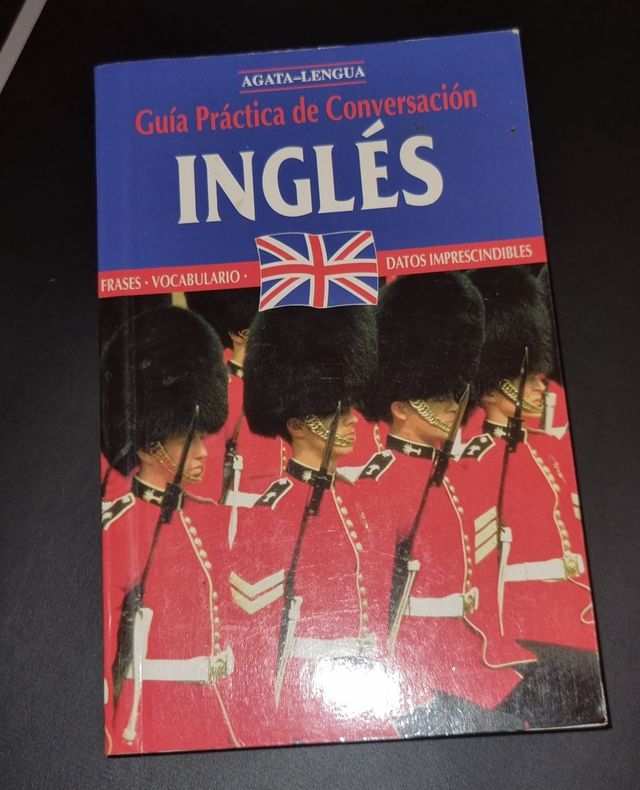 AGATA–LENGUA
Guía Práctica de Conversación
INGLÉS
FRASES · VOCABULARIO · DATOS IMPRESCINDIBLES